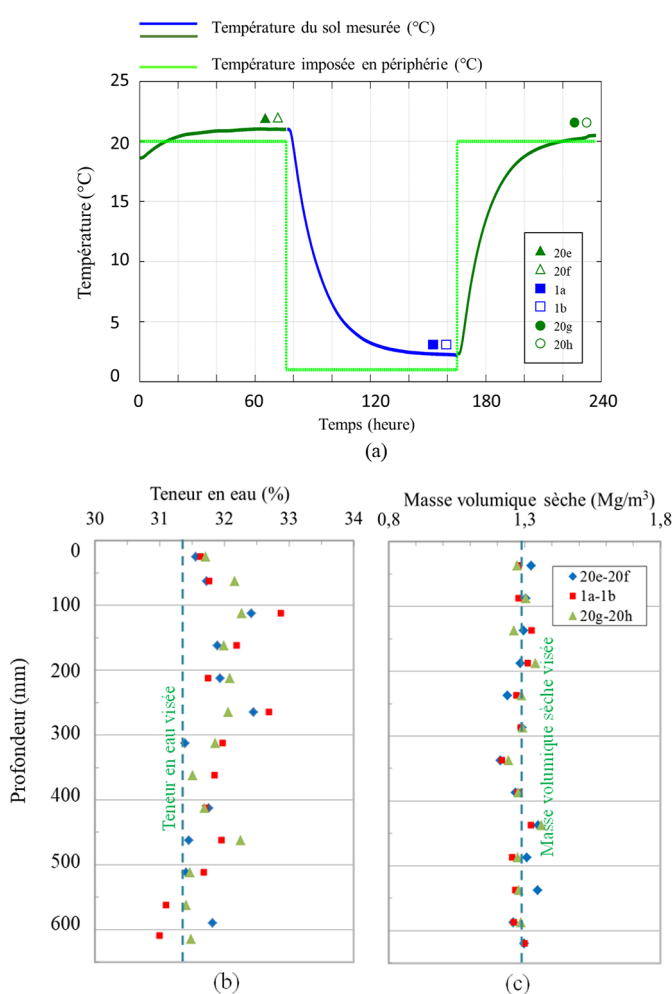 Température du sol mesurée (°C)
Température imposée en périphérie (°C)
25
20
15
10
5
0
Température (°C)
20e
20f
1a
1b
20g
20h
0 60 120 180 240
Temps (heure)
(a)
Teneur en eau (%)
30 31 32 33 34
0
100
200
300
400
500
600
Profondeur (mm)
Teneur en eau visée
(b)
Masse volumique sèche (Mg/m³)
0,8 1,3 1,8
20e-20f
1a-1b
20g-20h
Masse volumique sèche visée
(c)